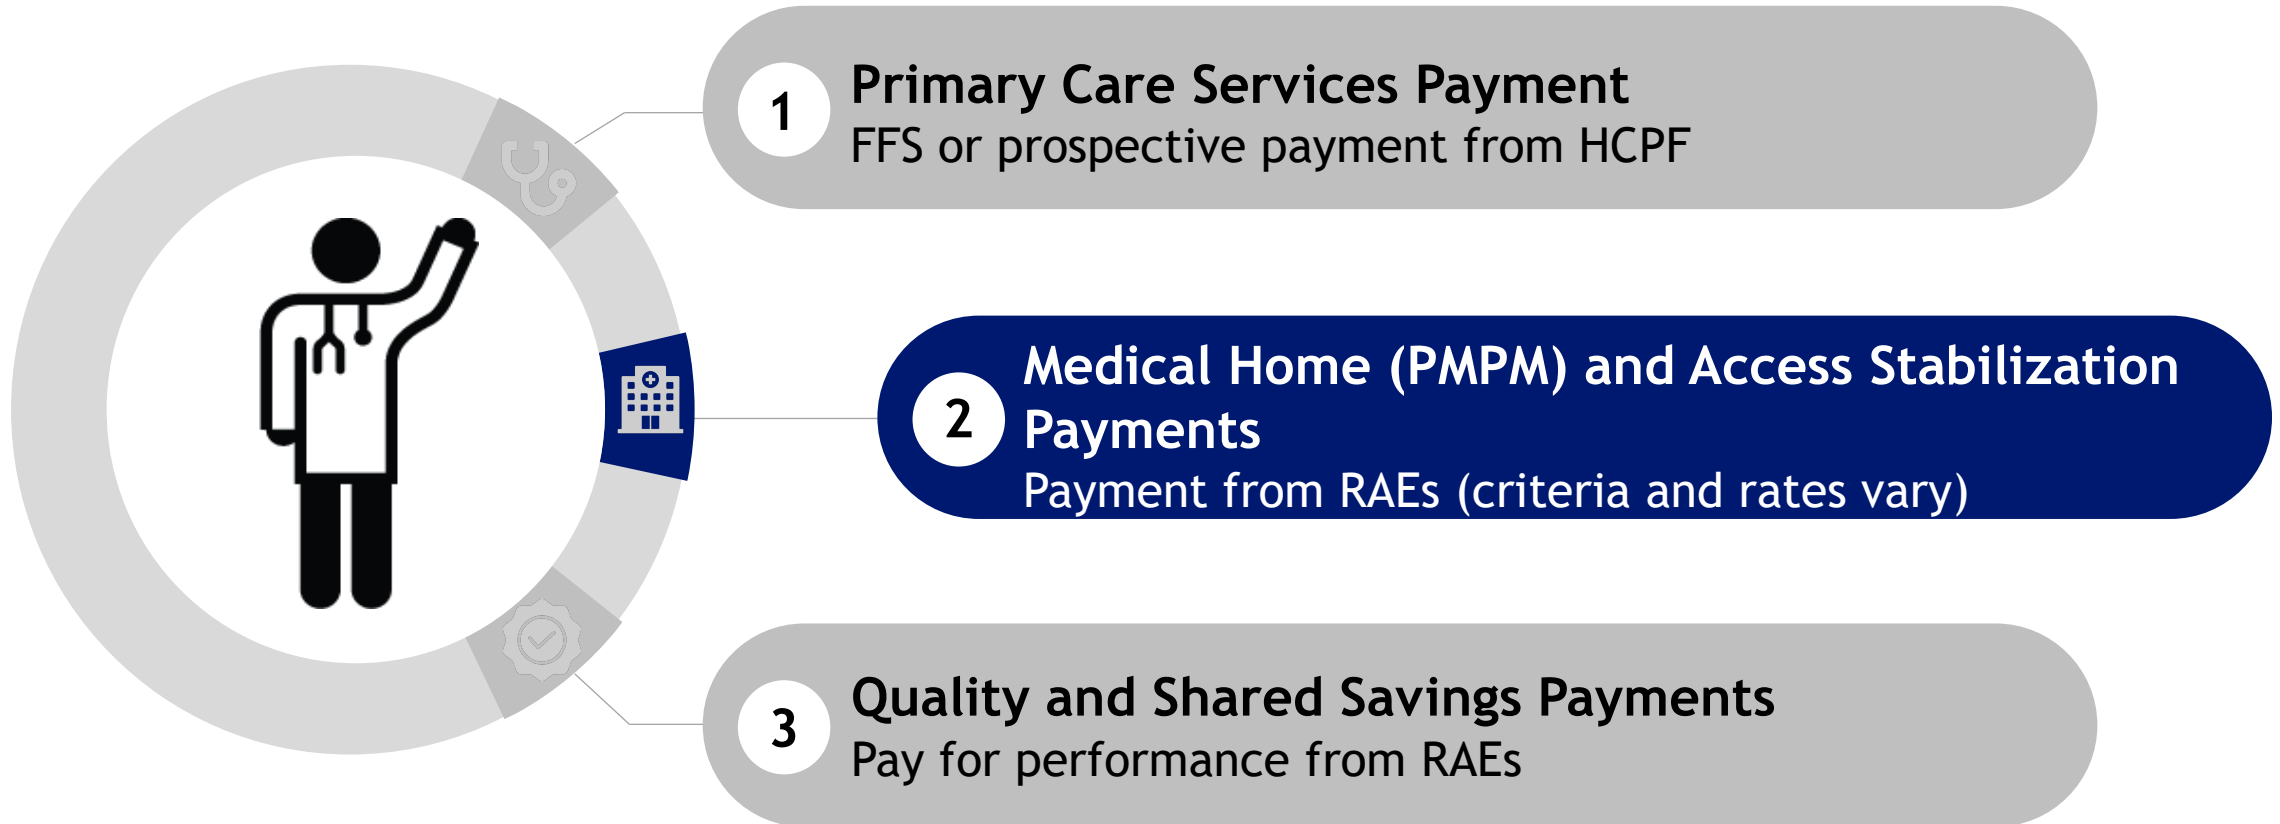 1
Primary Care Services Payment
FFS or prospective payment from HCPF
2
Medical Home (PMPM) and Access Stabilization
Payments
Payment from RAEs (criteria and rates vary)
3
Quality and Shared Savings Payments
Pay for performance from RAEs